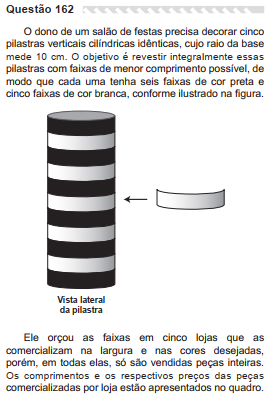 Questão 162
O dono de um salão de festas precisa decorar cinco
pilastras verticais cilíndricas idênticas, cujo raio da base
mede 10 cm. O objetivo é revestir integralmente essas
pilastras com faixas de menor comprimento possível, de
modo que cada uma tenha seis faixas de cor preta e
cinco faixas de cor branca, conforme ilustrado na figura.
Vista lateral
da pilastra
Ele orçou as faixas em cinco lojas que as
comercializam na largura e nas cores desejadas,
porém, em todas elas, só são vendidas peças inteiras.
Os comprimentos e os respectivos preços das peças
comercializadas por loja estão apresentados no quadro.